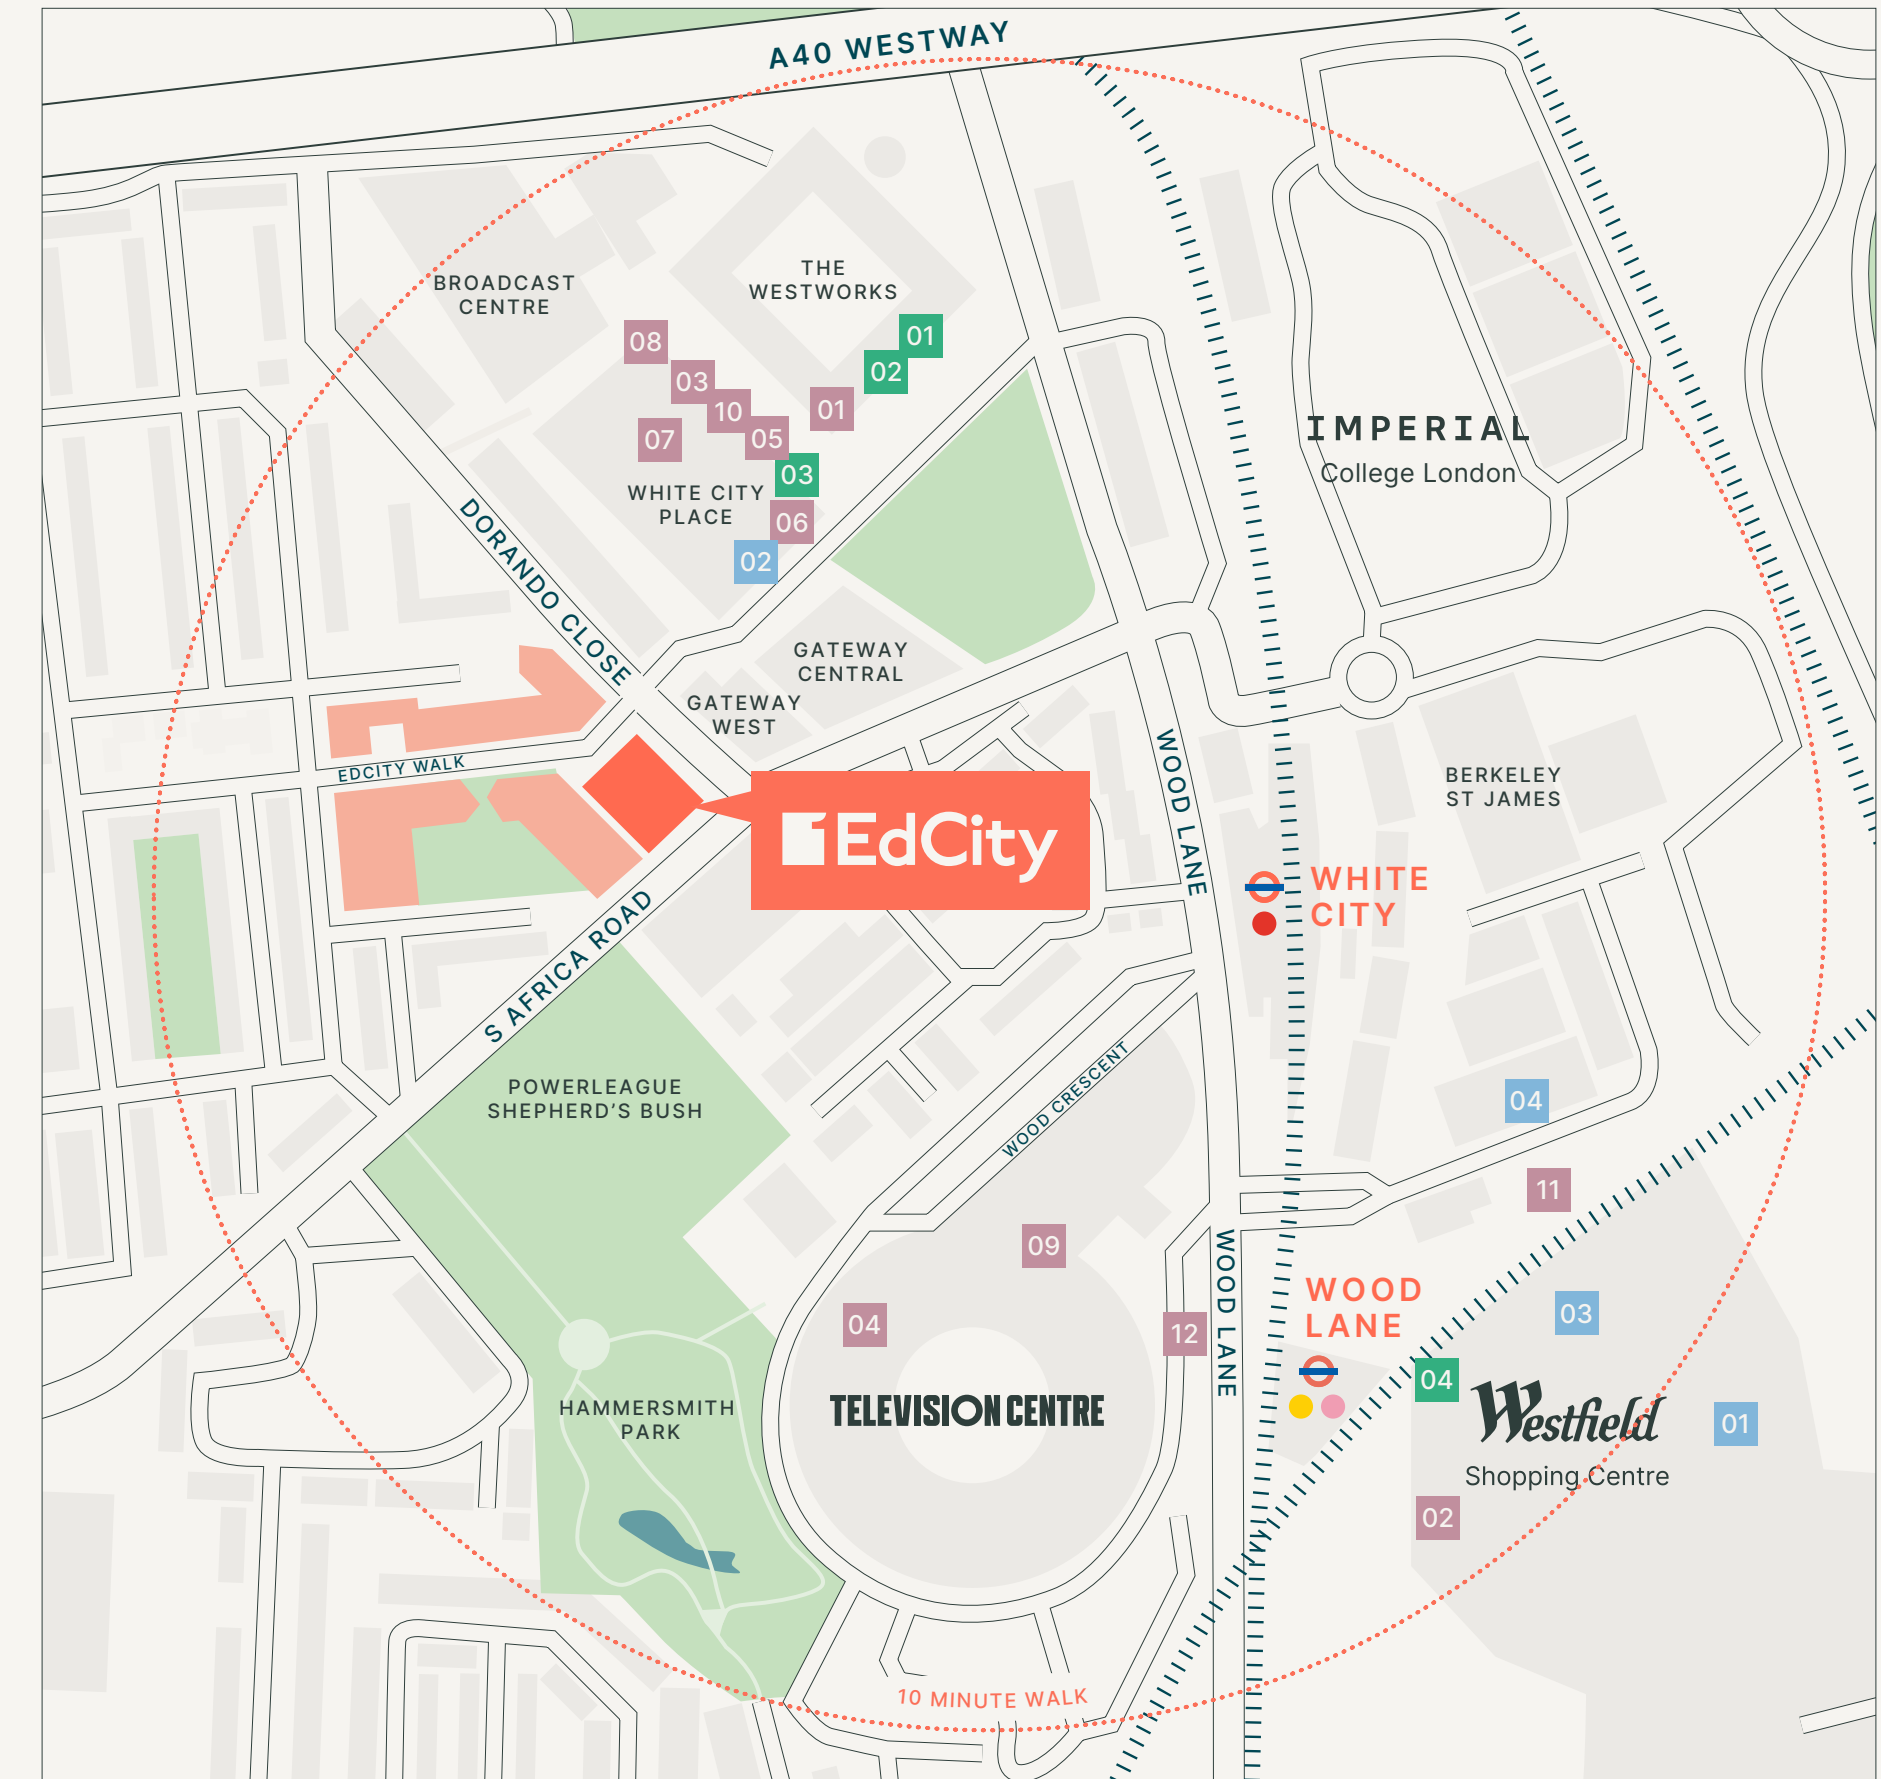 A40 WESTWAY
BROADCAST
CENTRE
THE
WESTWORKS
08
01
03
02
10
01
07
05
03
WHITE CITY
PLACE
06
02
IMPERIAL
College London
DORANDO CLOSE
GATEWAY
CENTRAL
GATEWAY
WEST
EDCITY WALK
EdCity
WOOD LANE
BERKELEY
ST JAMES
WHITE
CITY
S AFRICA ROAD
POWERLEAGUE
SHEPHERD'S BUSH
WOOD CRESCENT
04
11
09
WOOD LANE
WOOD
LANE
04
12
03
04
HAMMERSMITH
PARK
TELEVISION CENTRE
Westfield
Shopping Centre
01
02
10 MINUTE WALK